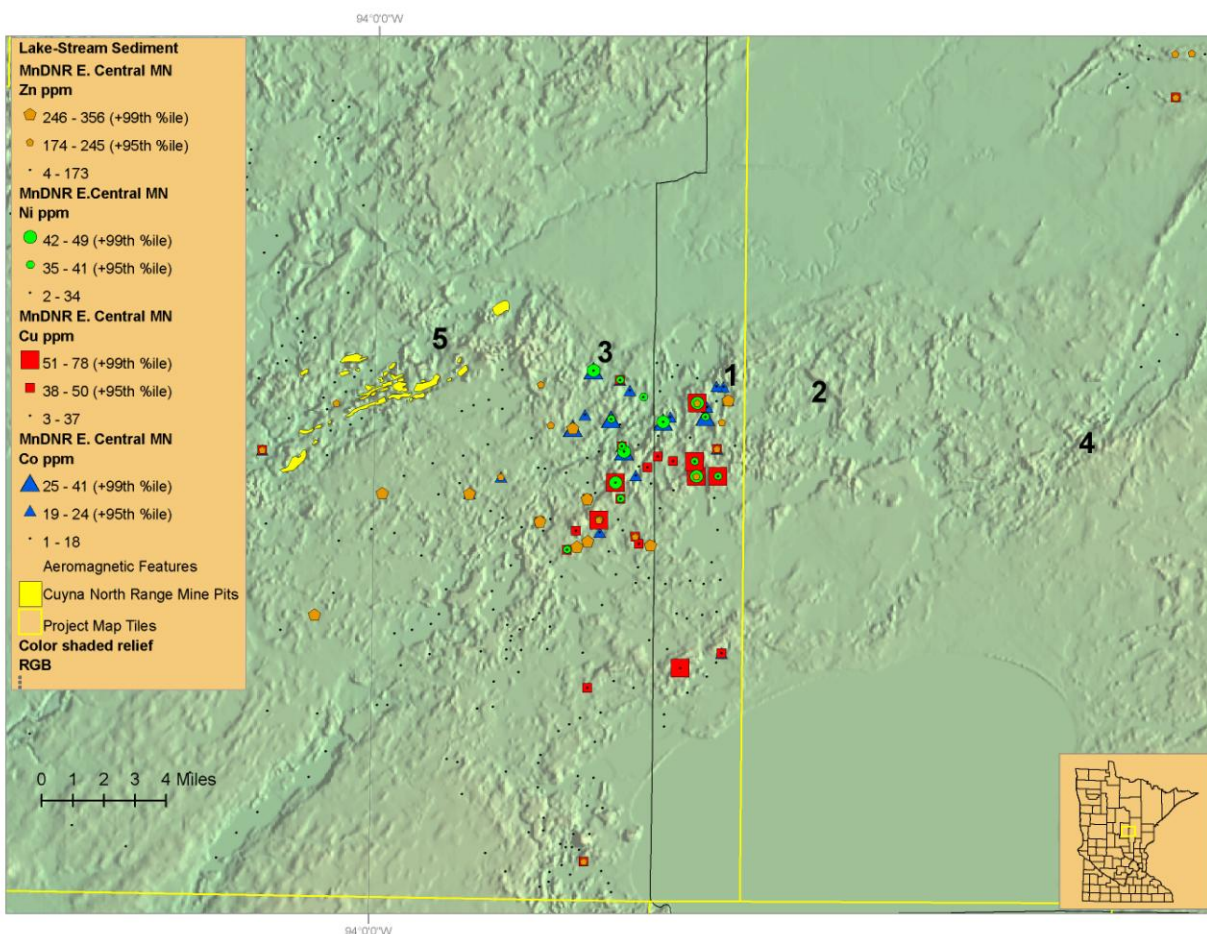 94°0'0"W
Lake-Stream Sediment
MnDNR E. Central MN
Zn ppm
246 - 356 (+99th %ile)
174 - 245 (+95th %ile)
4 - 173
MnDNR E.Central MN
Ni ppm
42 - 49 (+99th %ile)
35 - 41 (+95th %ile)
2 - 34
MnDNR E. Central MN
Cu ppm
51 - 78 (+99th %ile)
38 - 50 (+95th %ile)
3 - 37
MnDNR E. Central MN
Co ppm
25 - 41 (+99th %ile)
19 - 24 (+95th %ile)
1 - 18
Aeromagnetic Features
Cuyna North Range Mine Pits
Project Map Tiles
Color shaded relief
RGB
5
3
1
2
4
0 1 2 3 4 Miles
94°0'0"W